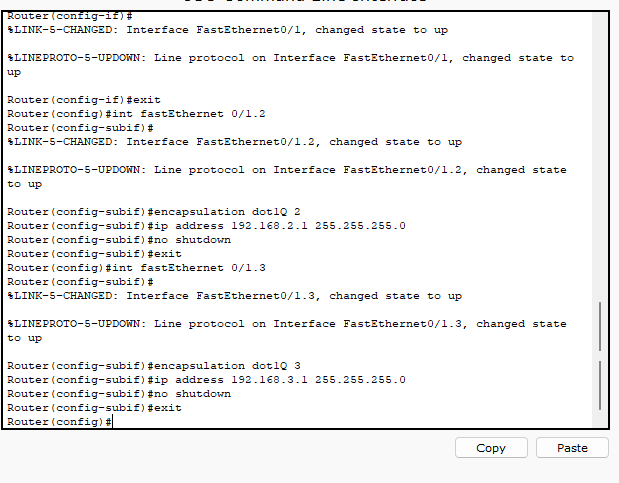 Router(config-if)#
%LINK-5-CHANGED: Interface FastEthernet0/1, changed state to up
%LINEPROTO-5-UPDOWN: Line protocol on Interface FastEthernet0/1, changed state to
up
Router(config-if)#exit
Router(config)#int fastEthernet 0/1.2
Router(config-subif)#
%LINK-5-CHANGED: Interface FastEthernet0/1.2, changed state to up
%LINEPROTO-5-UPDOWN: Line protocol on Interface FastEthernet0/1.2, changed state
to up
Router(config-subif)#encapsulation dot1Q 2
Router(config-subif)#ip address 192.168.2.1 255.255.255.0
Router(config-subif)#no shutdown
Router(config-subif)#exit
Router(config)#int fastEthernet 0/1.3
Router(config-subif)#
%LINK-5-CHANGED: Interface FastEthernet0/1.3, changed state to up
%LINEPROTO-5-UPDOWN: Line protocol on Interface FastEthernet0/1.3, changed state
to up
Router(config-subif)#encapsulation dot1Q 3
Router(config-subif)#ip address 192.168.3.1 255.255.255.0
Router(config-subif)#no shutdown
Router(config-subif)#exit
Router(config)#
Copy
Paste